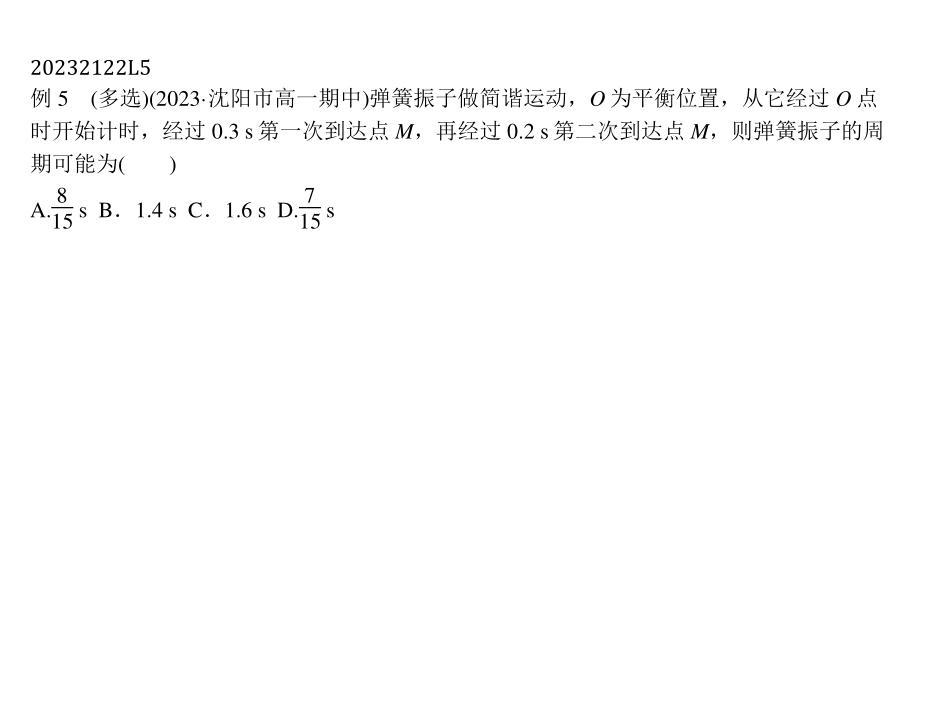 20232122L5
例 5　(多选)(2023·沈阳市高一期中)弹簧振子做简谐运动，O 为平衡位置，从它经过 O 点
时开始计时，经过 0.3 s 第一次到达点 M，再经过 0.2 s 第二次到达点 M，则弹簧振子的周
期可能为(　　)
A.8/15 s B．1.4 s C．1.6 s D.7/15 s